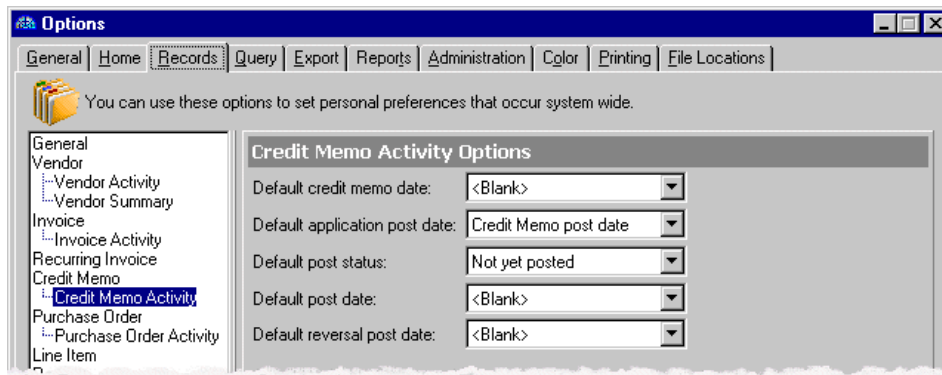 Options
General Home Records Query Export Reports Administration Color Printing File Locations
You can use these options to set personal preferences that occur system wide.
General
Vendor
Vendor Activity
Vendor Summary
Invoice
Invoice Activity
Recurring Invoice
Credit Memo
Credit Memo Activity
Purchase Order
Purchase Order Activity
Line Item
Credit Memo Activity Options
Default credit memo date: <Blank>
Default application post date: Credit Memo post date
Default post status: Not yet posted
Default post date: <Blank>
Default reversal post date: <Blank>